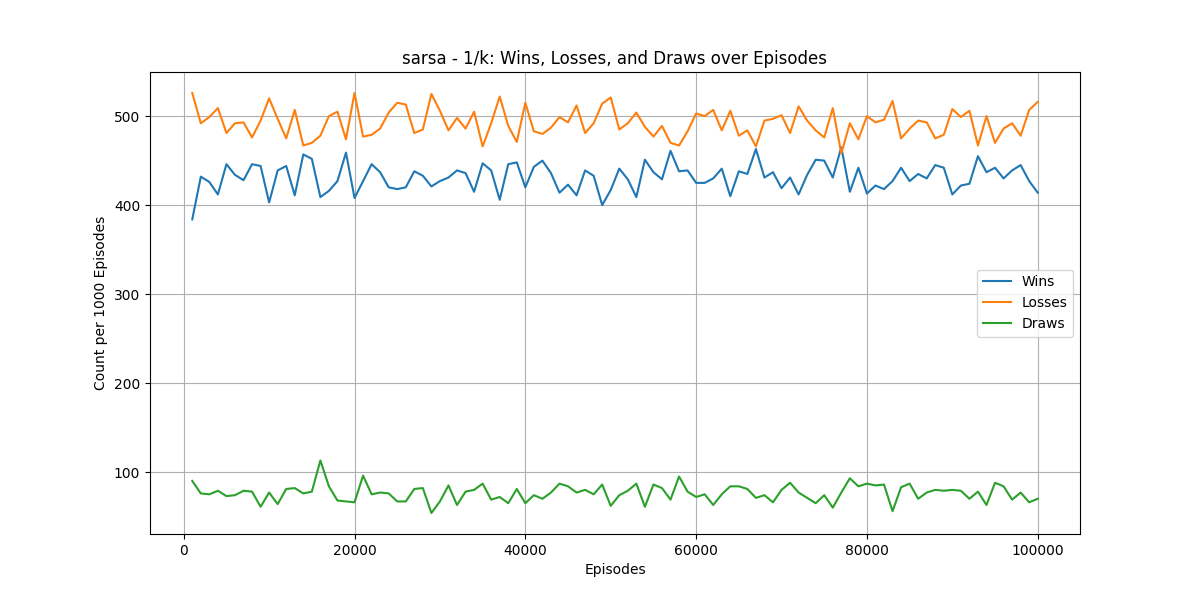 sarsa - 1/k: Wins, Losses, and Draws over Episodes
Count per 1000 Episodes
500
400
300
200
100
Wins
Losses
Draws
0
20000
40000
60000
80000
100000
Episodes